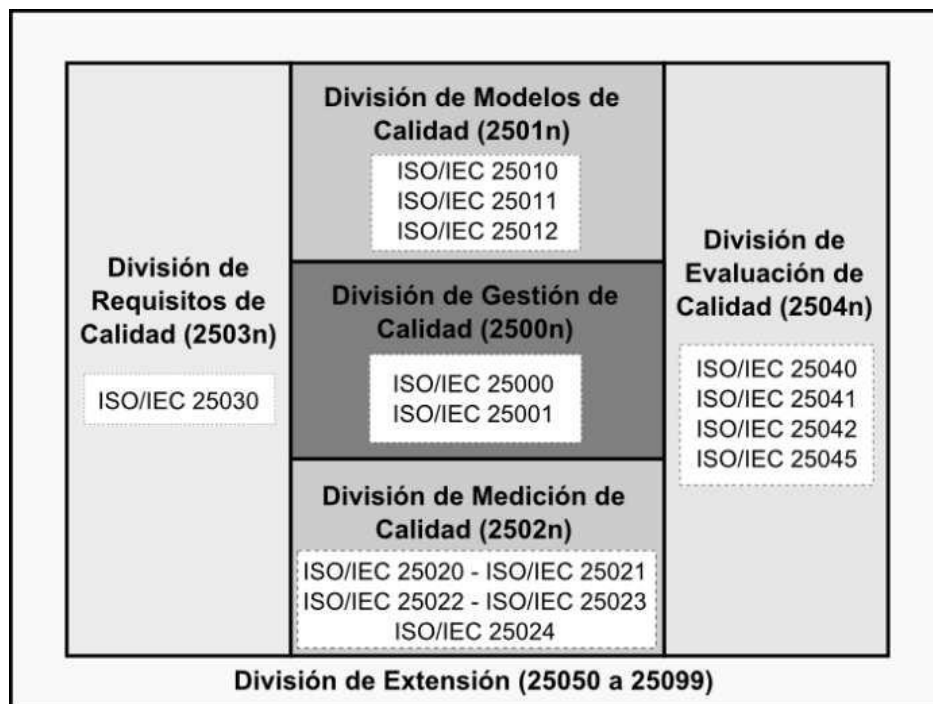 División de Modelos de
Calidad (2501n)
ISO/IEC 25010
ISO/IEC 25011
ISO/IEC 25012
División de
Requisitos de
Calidad (2503n)
ISO/IEC 25030
División de Gestión de
Calidad (2500n)
ISO/IEC 25000
ISO/IEC 25001
División de
Evaluación de
Calidad (2504n)
ISO/IEC 25040
ISO/IEC 25041
ISO/IEC 25042
ISO/IEC 25045
División de Medición de
Calidad (2502n)
ISO/IEC 25020 - ISO/IEC 25021
ISO/IEC 25022 - ISO/IEC 25023
ISO/IEC 25024
División de Extensión (25050 a 25099)